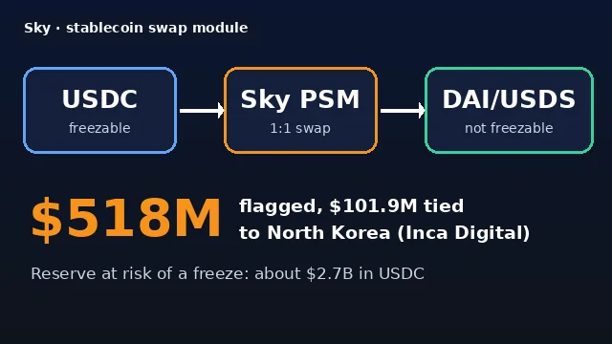 Sky · stablecoin swap module
USDC
freezable
Sky PSM
1:1 swap
DAI/USDS
not freezable
$518M
flagged, $101.9M tied
to North Korea (Inca Digital)
Reserve at risk of a freeze: about $2.7B in USDC